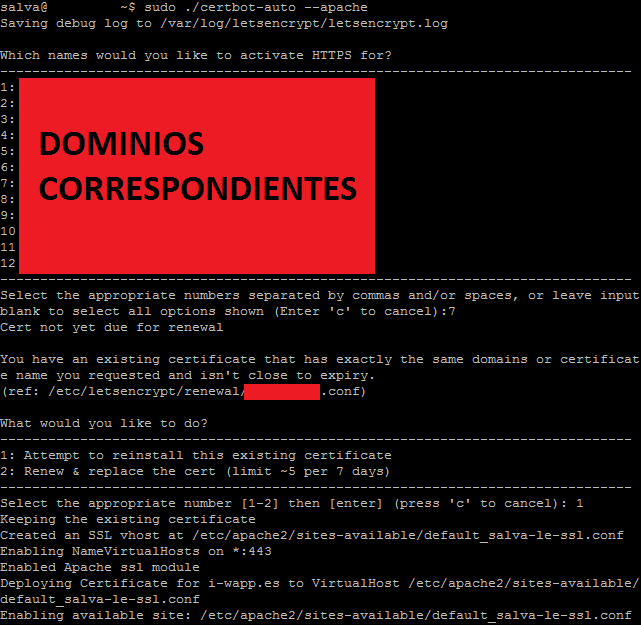 salva@ ~$ sudo ./certbot-auto --apache
Saving debug log to /var/log/letsencrypt/letsencrypt.log
Which names would you like to activate HTTPS for?
-------------------------------------------------------------------------------
1:
2:
3:
4:
5:
6:
7:
8:
9:
10
11
12
DOMINIOS
CORRESPONDIENTES
-------------------------------------------------------------------------------
Select the appropriate numbers separated by commas and/or spaces, or leave input
blank to select all options shown (Enter 'c' to cancel):7
Cert not yet due for renewal
You have an existing certificate that has exactly the same domains or certificat
e name you requested and isn't close to expiry.
(ref: /etc/letsencrypt/renewal/ .conf)
What would you like to do?
-------------------------------------------------------------------------------
1: Attempt to reinstall this existing certificate
2: Renew & replace the cert (limit ~5 per 7 days)
-------------------------------------------------------------------------------
Select the appropriate number [1-2] then [enter] (press 'c' to cancel): 1
Keeping the existing certificate
Created an SSL vhost at /etc/apache2/sites-available/default_salva-le-ssl.conf
Enabling NameVirtualHosts on *:443
Enabled Apache ssl module
Deploying Certificate for i-wapp.es to VirtualHost /etc/apache2/sites-available/
default_salva-le-ssl.conf
Enabling available site: /etc/apache2/sites-available/default_salva-le-ssl.conf